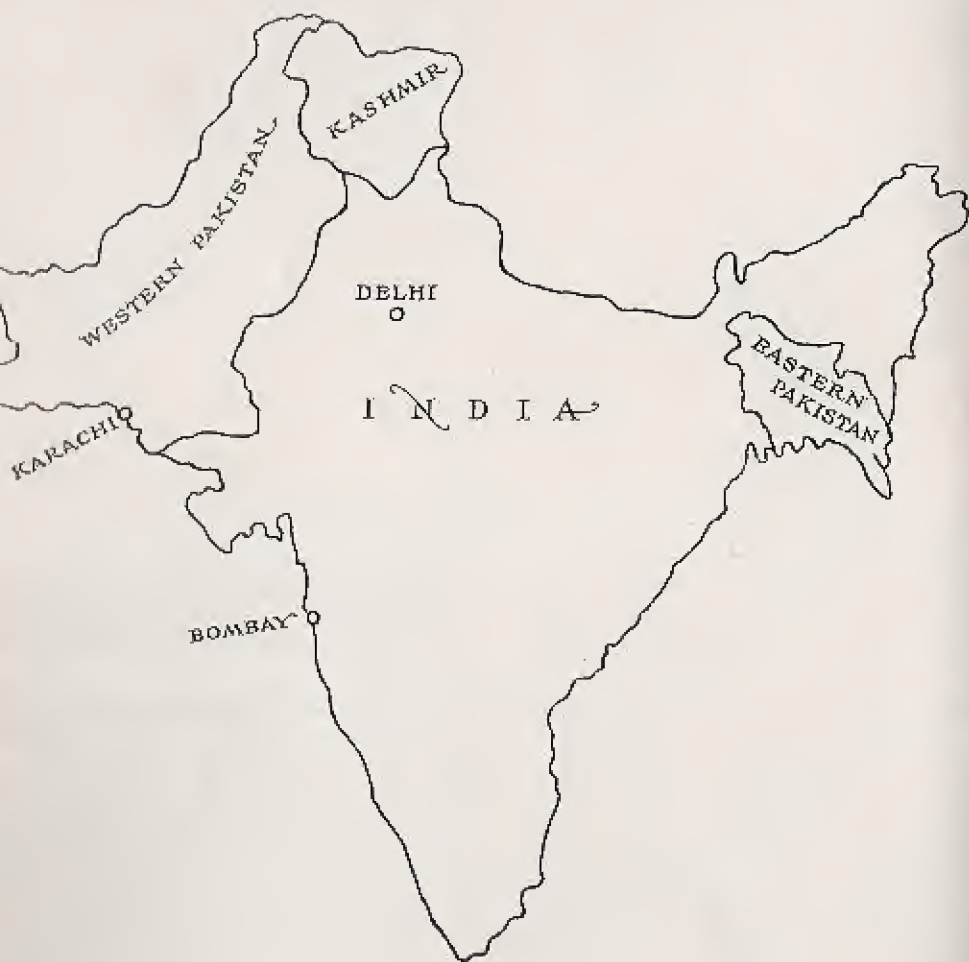 KASHMIR
WESTERN PAKISTAN
DELHI
INDIA
EASTERN
PAKISTAN
KARACHI
BOMBAY